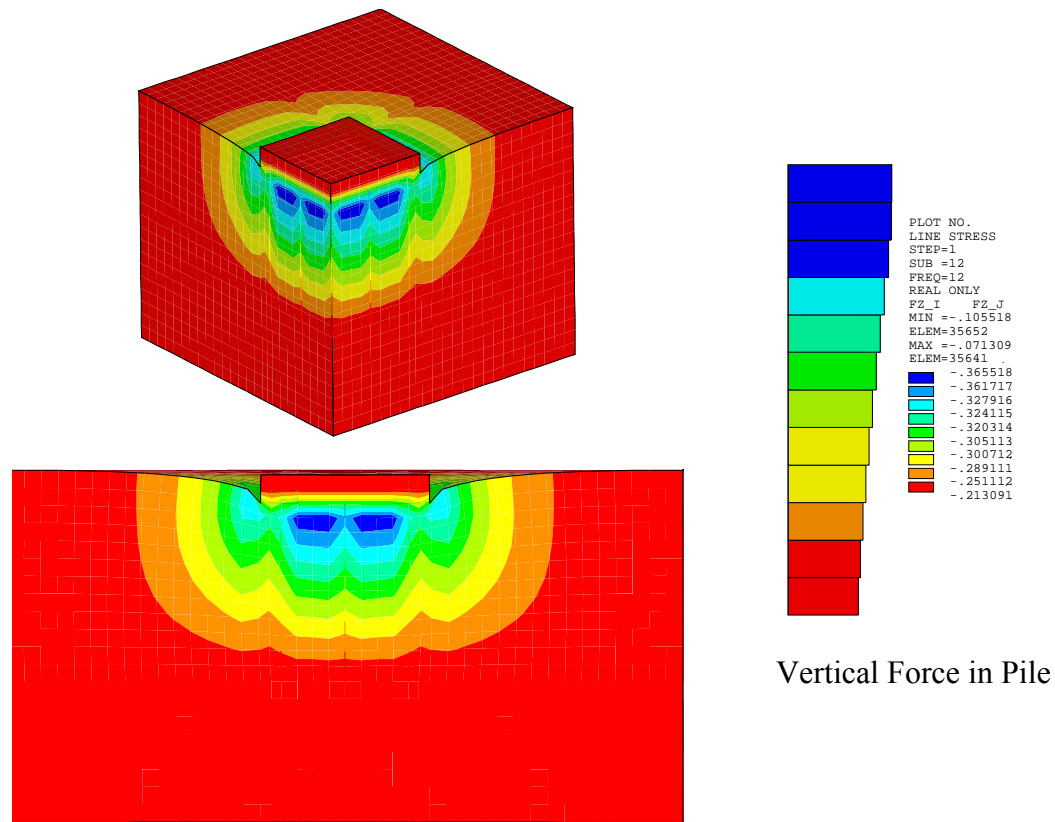 PLOT NO.
LINE STRESS
STEP=1
SUB =12
FREQ=12
REAL ONLY
FZ_I FZ_J
MIN =-.105518
ELEM=35652
MAX =-.071309
ELEM=35641
-.365518
-.361717
-.327916
-.324115
-.320314
-.305113
-.300712
-.289111
-.251112
-.213091
Vertical Force in Pile